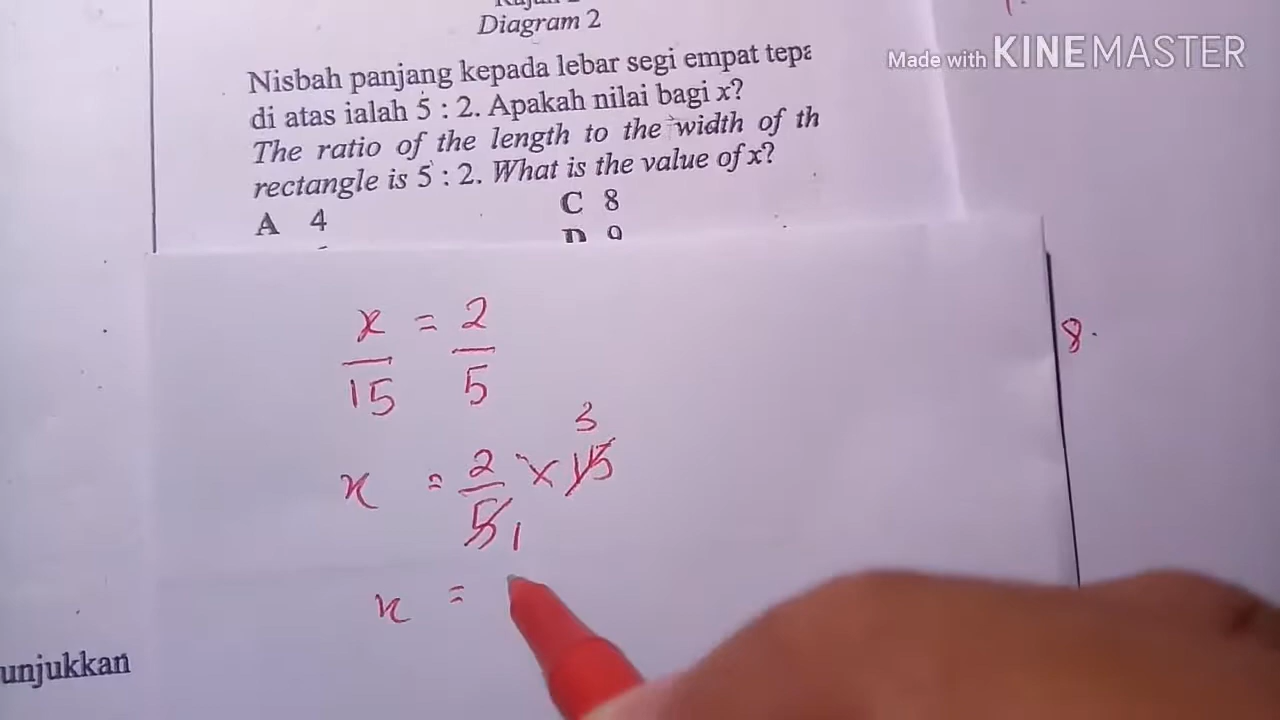 Diagram 2
Made with KINEMASTER
Nisbah panjang kepada lebar segi empat tepa
di atas ialah 5 : 2. Apakah nilai bagi x?
The ratio of the length to the width of th
rectangle is 5 : 2. What is the value of x?
A 4
C 8
D 9
x/15 = 2/5
8.
3
x = 2/5 × 15
1
x =
unjukkan